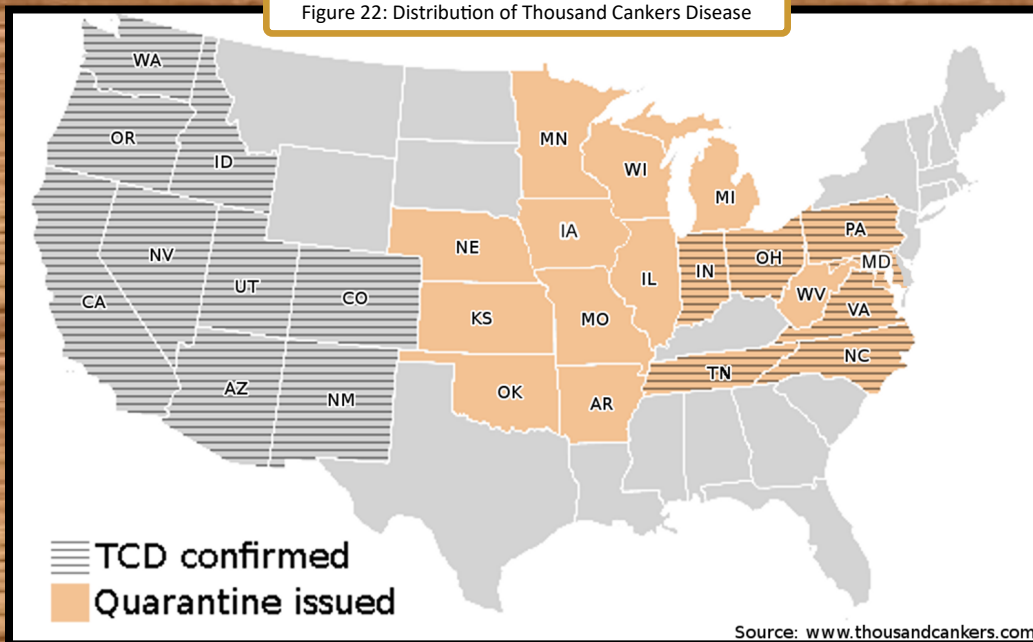 Figure 22: Distribution of Thousand Cankers Disease
WA
OR
ID
MN
WI
MI
NV
NE
IA
PA
UT
CO
IL
IN
OH
MD
CA
KS
MO
WV
VA
AZ
NM
OK
AR
TN
NC
TCD confirmed
Quarantine issued
Source: www.thousandcankers.com